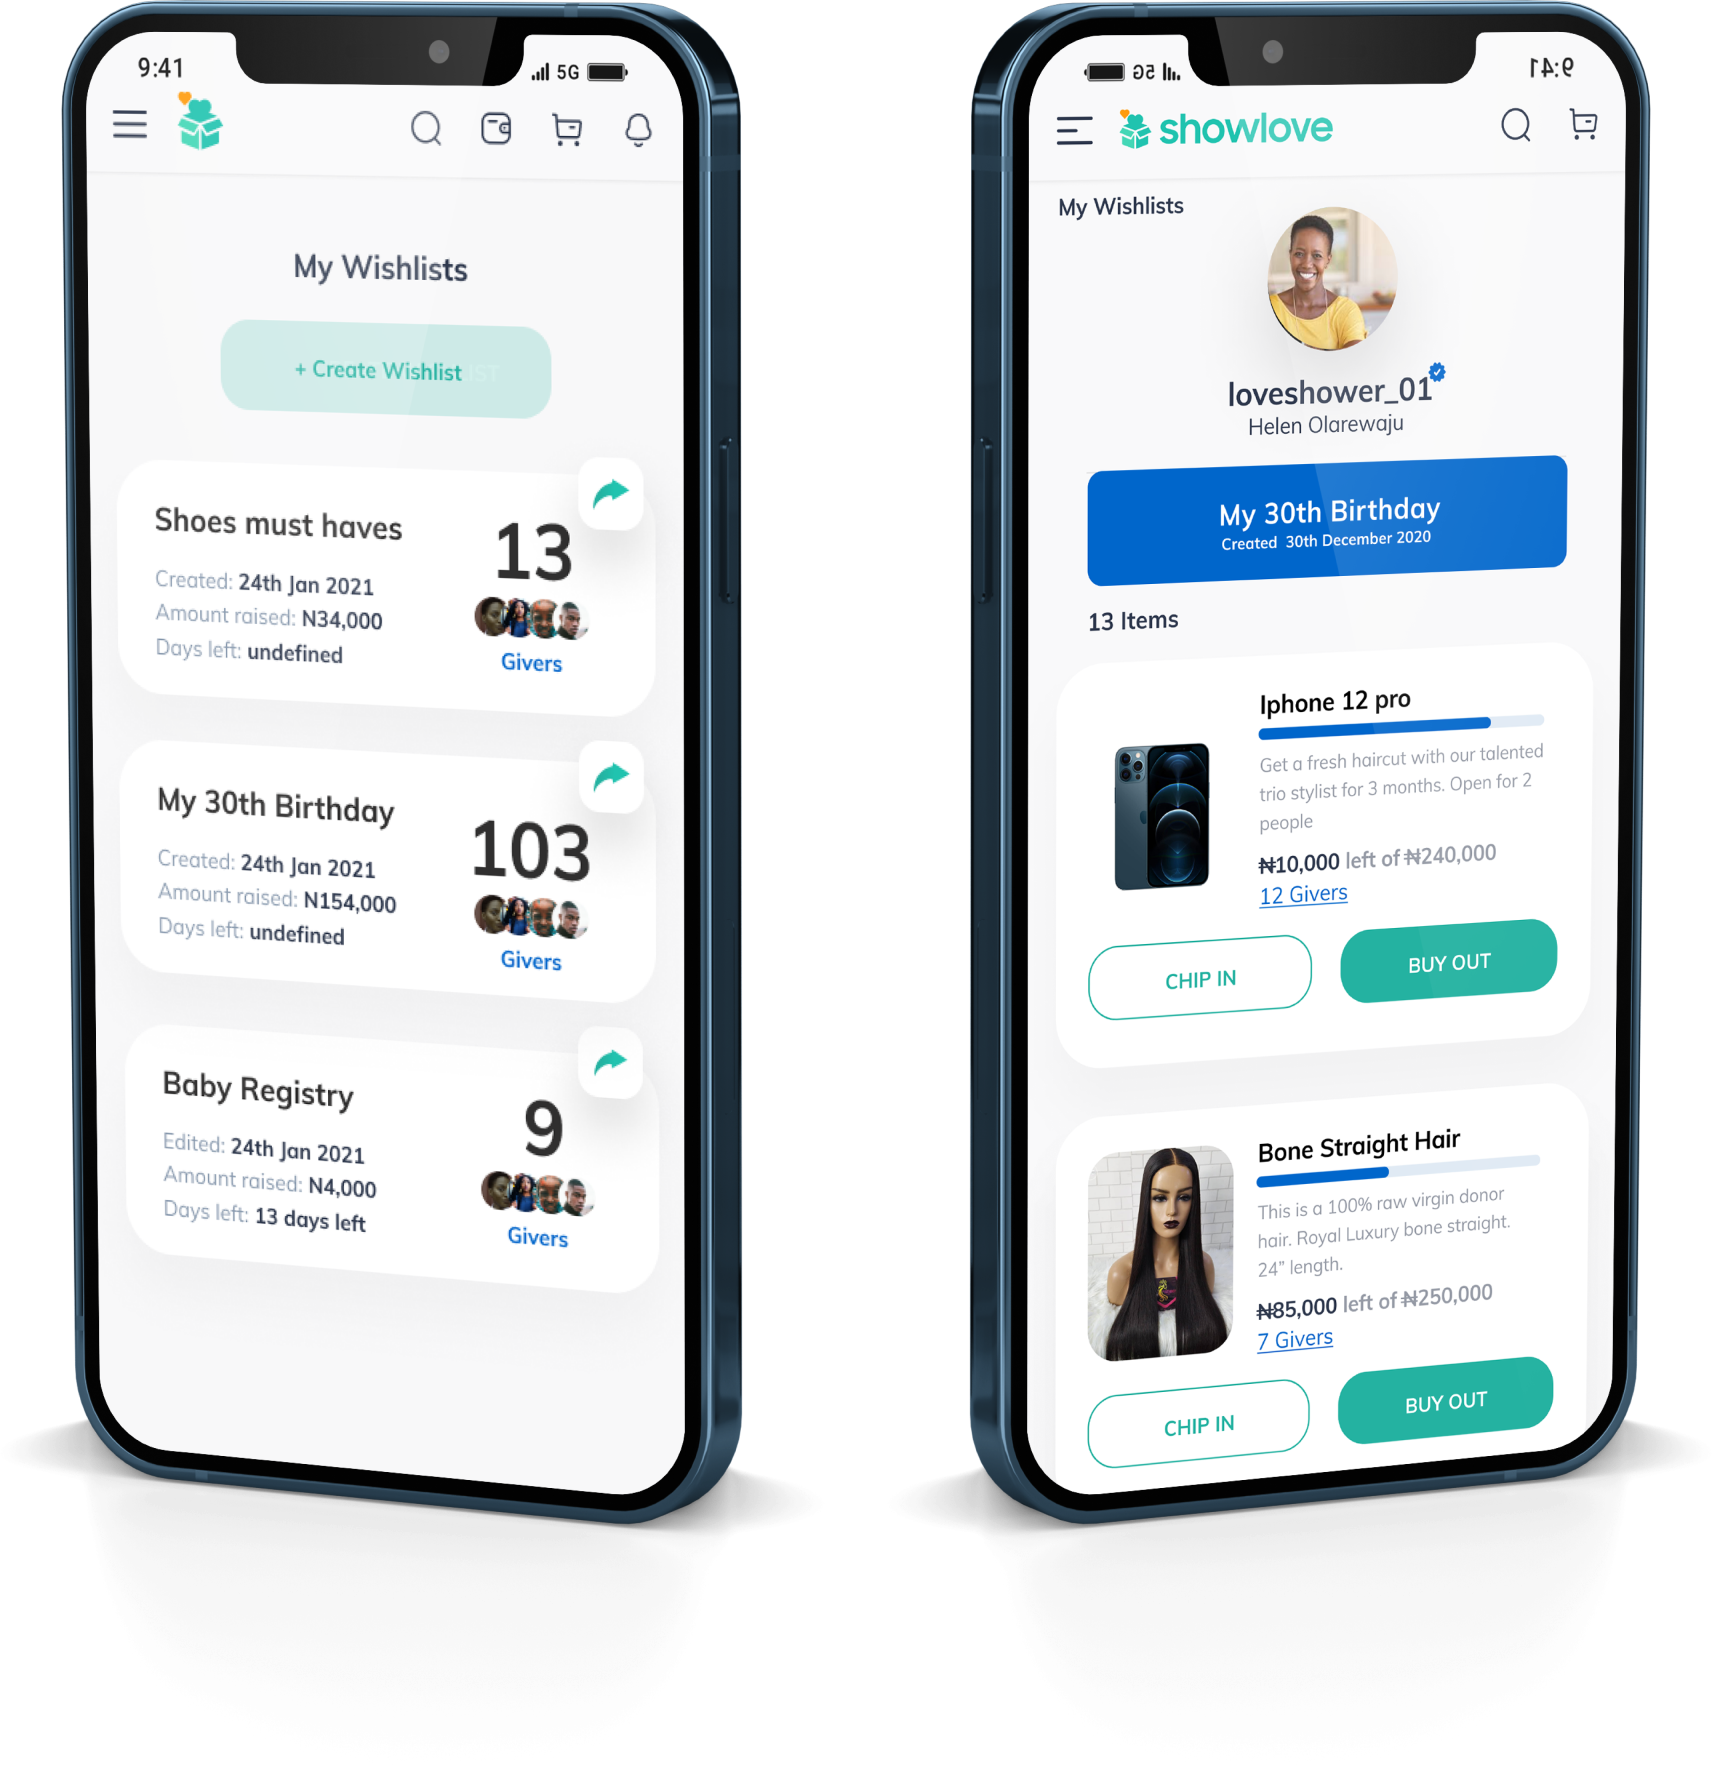 9:41
5G
My Wishlists
+ Create Wishlist
Shoes must haves
13
Created: 24th Jan 2021
Amount raised: N34,000
Days left: undefined
Givers
My 30th Birthday
103
Created: 24th Jan 2021
Amount raised: N154,000
Days left: undefined
Givers
Baby Registry
9
Edited: 24th Jan 2021
Amount raised: N4,000
Days left: 13 days left
Givers
5G
9:41
showlove
My Wishlists
loveshower_01
Helen Olarewaju
My 30th Birthday
Created 30th December 2020
13 Items
Iphone 12 pro
Get a fresh haircut with our talented
trio stylist for 3 months. Open for 2
people
₦10,000 left of ₦240,000
12 Givers
CHIP IN
BUY OUT
Bone Straight Hair
This is a 100% raw virgin donor
hair. Royal Luxury bone straight.
24” length.
₦85,000 left of ₦250,000
7 Givers
CHIP IN
BUY OUT